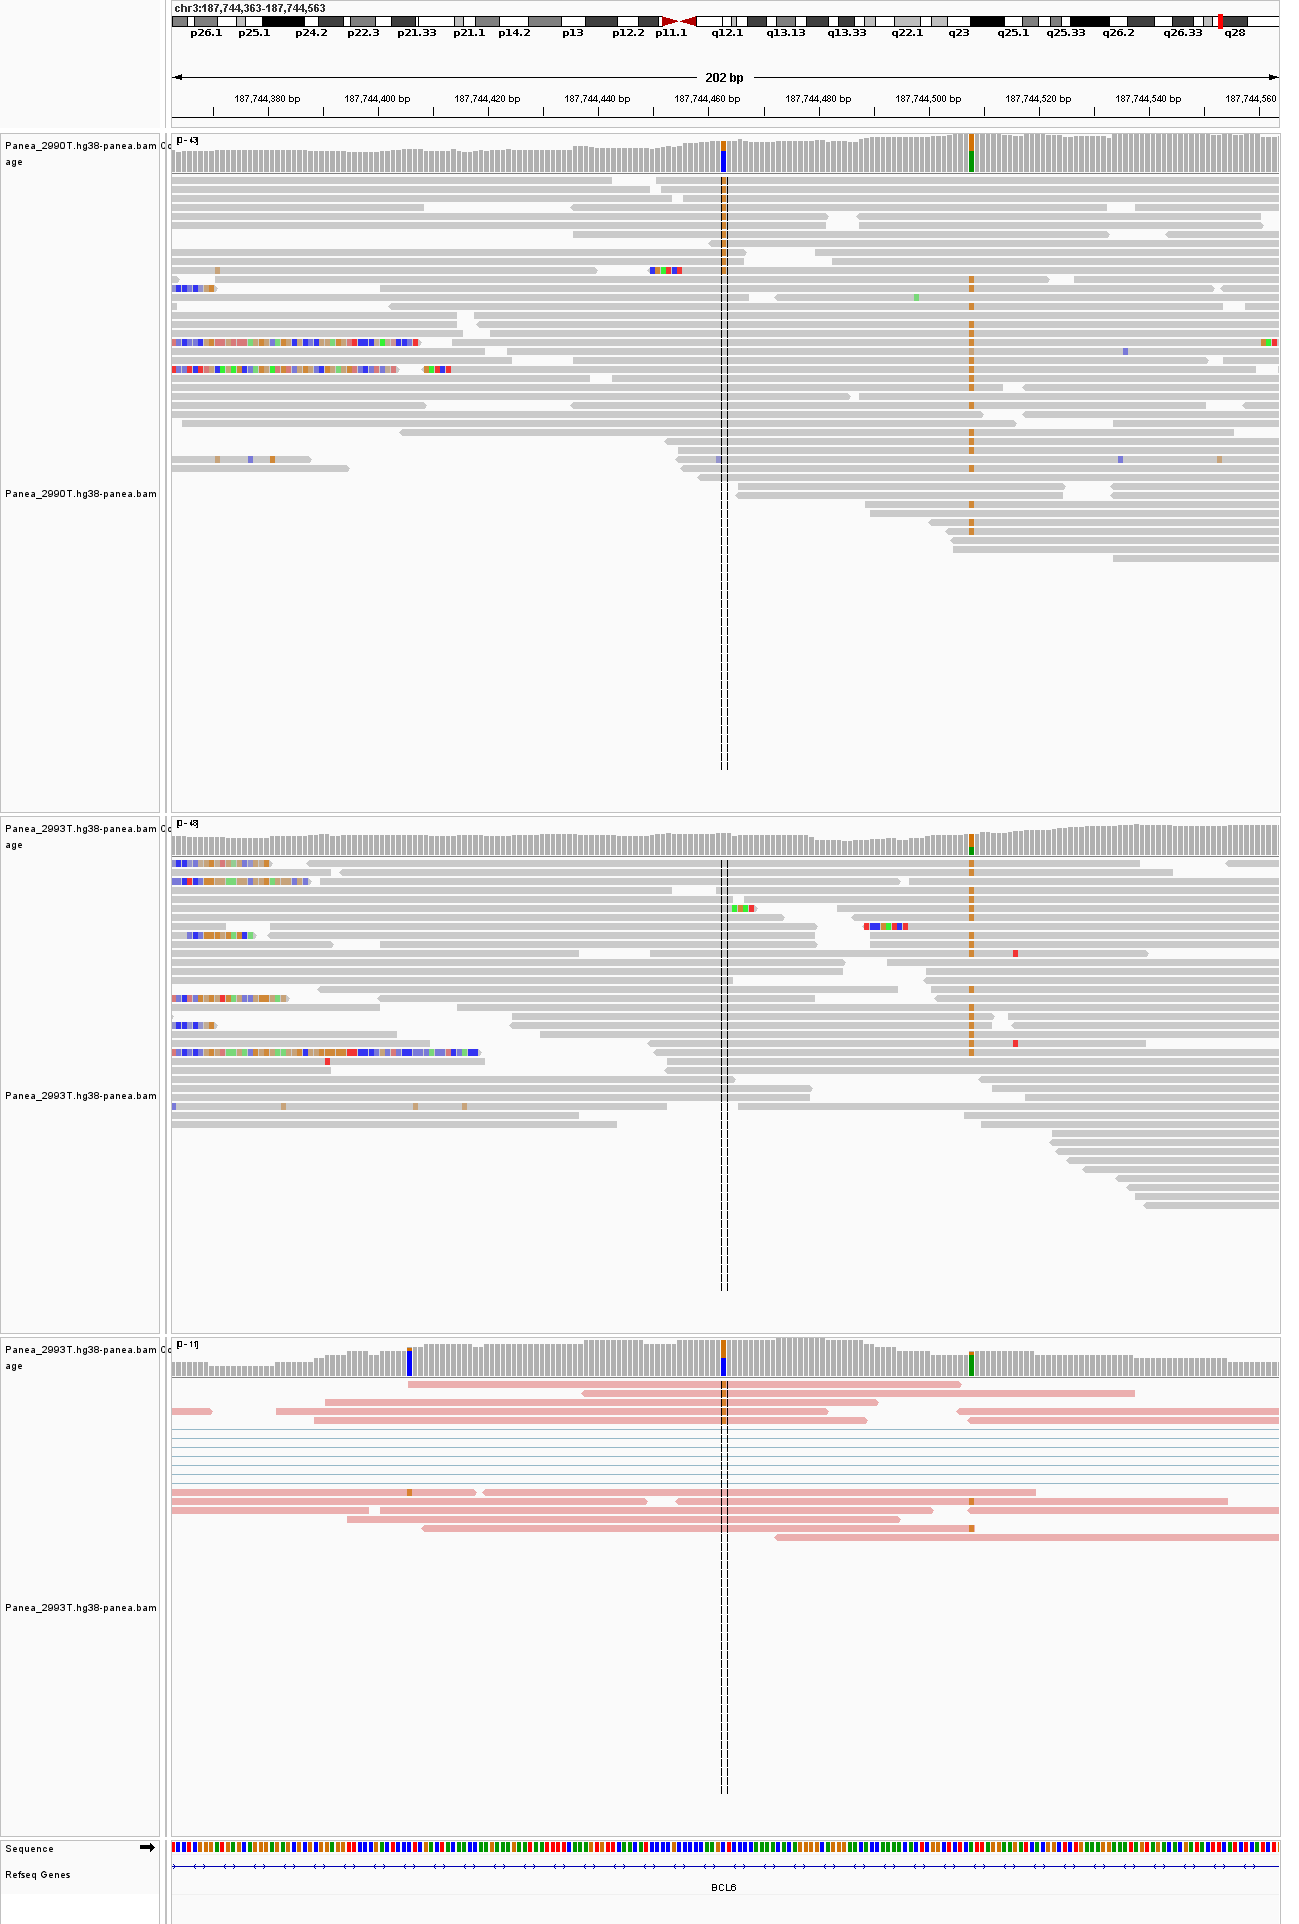 chr3:187,744,363-187,744,563
p26.1 p25.1 p24.2 p22.3 p21.33 p21.1 p14.2 p13 p12.2 p11.1 q12.1 q13.13 q13.33 q22.1 q23 q25.1 q25.33 q26.2 q26.33 q28
202 bp
187,744,380 bp 187,744,400 bp 187,744,420 bp 187,744,440 bp 187,744,460 bp 187,744,480 bp 187,744,500 bp 187,744,520 bp 187,744,540 bp 187,744,560
Panea_2990T.hg38-panea.bam Co
age
[0 - 43]
Panea_2990T.hg38-panea.bam
Panea_2993T.hg38-panea.bam Co
age
[0 - 48]
Panea_2993T.hg38-panea.bam
Panea_2993T.hg38-panea.bam Co
age
[0 - 11]
Panea_2993T.hg38-panea.bam
Sequence
Refseq Genes
BCL6